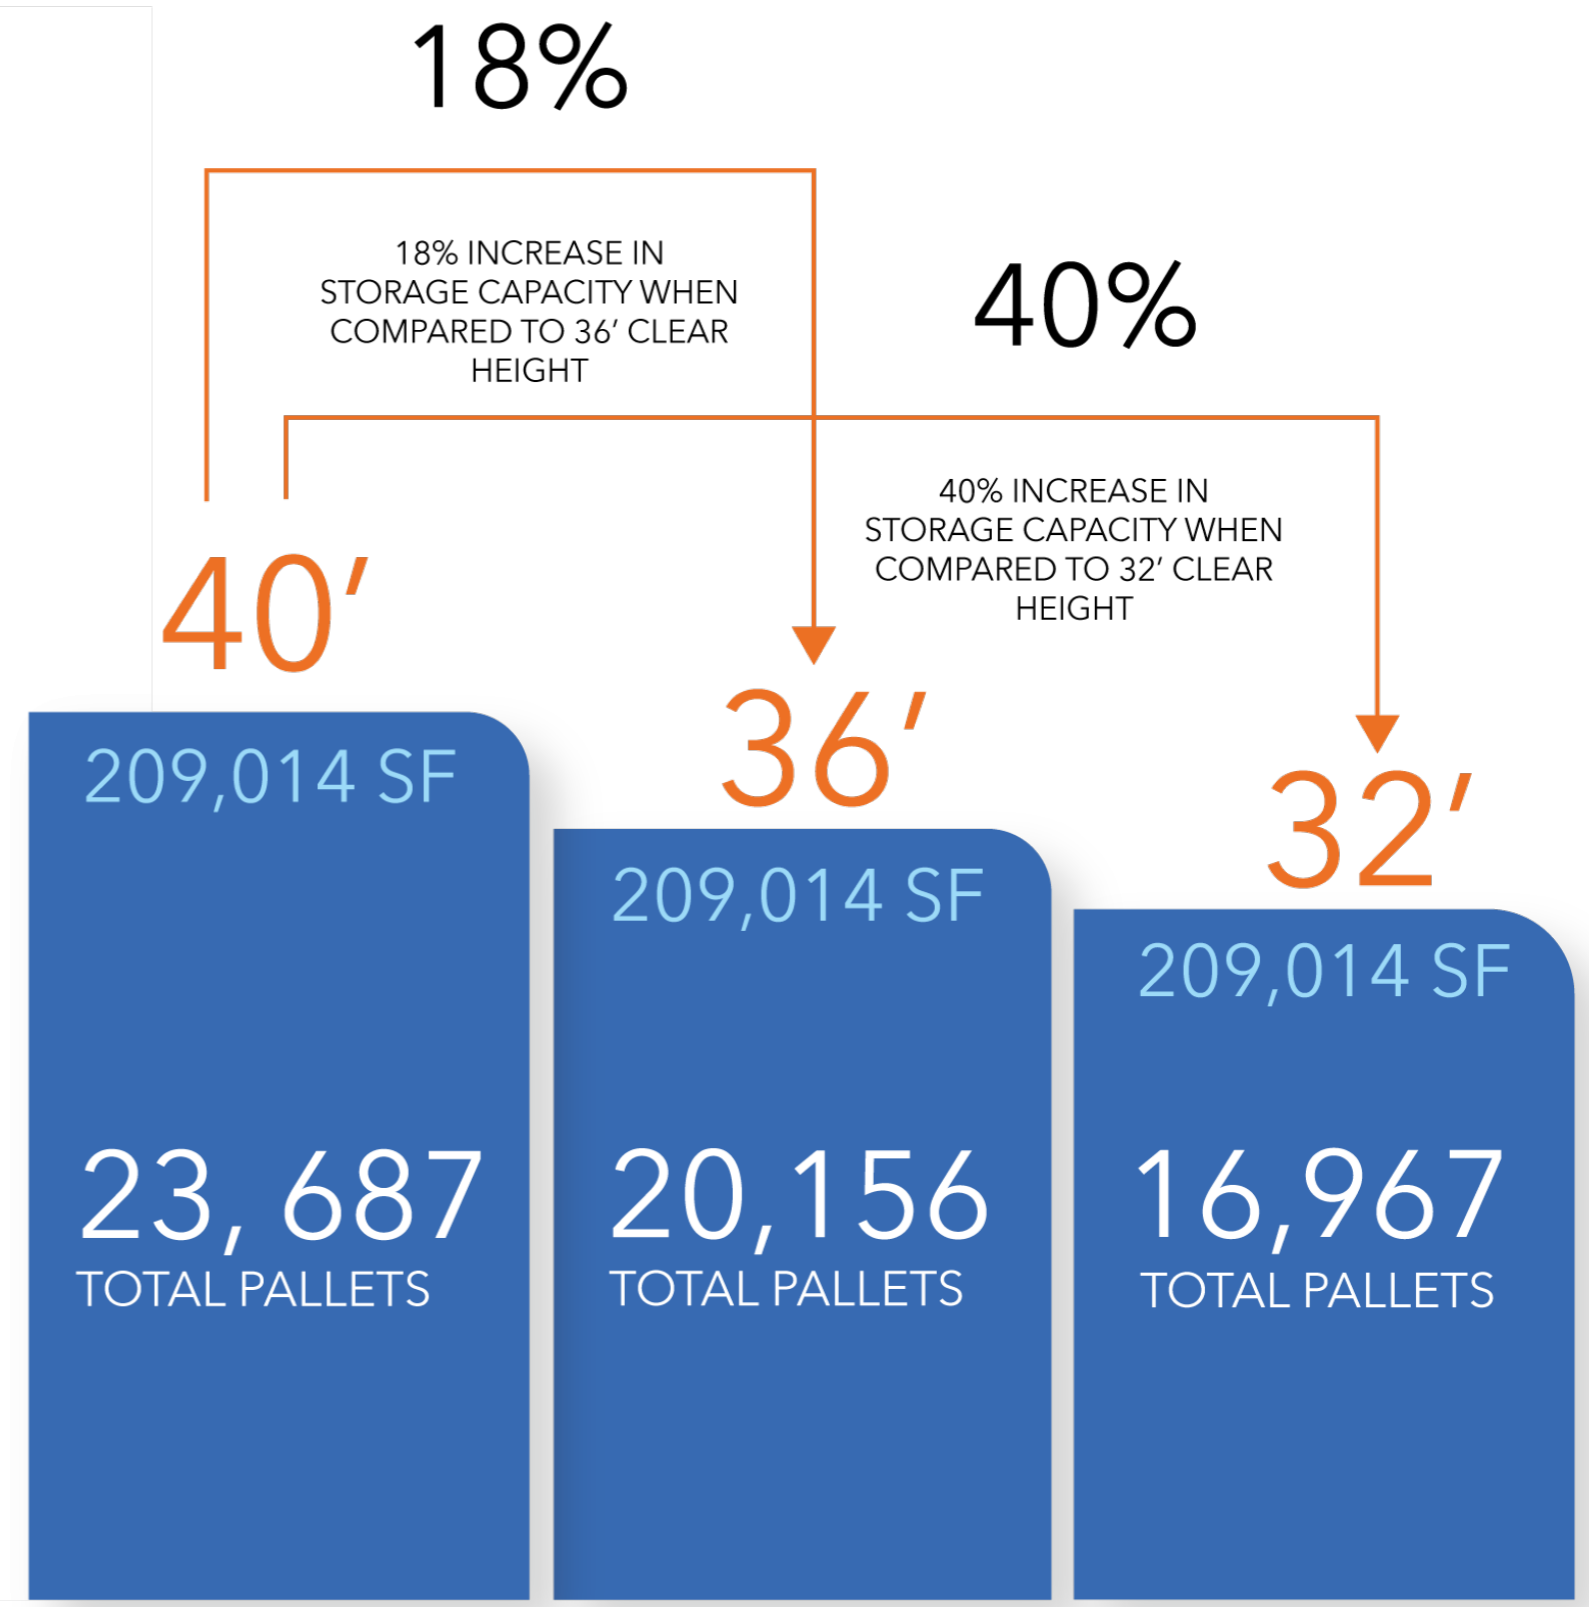 18%
18% INCREASE IN
STORAGE CAPACITY WHEN
COMPARED TO 36' CLEAR
HEIGHT
40%
40% INCREASE IN
STORAGE CAPACITY WHEN
COMPARED TO 32' CLEAR
HEIGHT
40'
209,014 SF
23, 687
TOTAL PALLETS
36'
209,014 SF
20,156
TOTAL PALLETS
32'
209,014 SF
16,967
TOTAL PALLETS